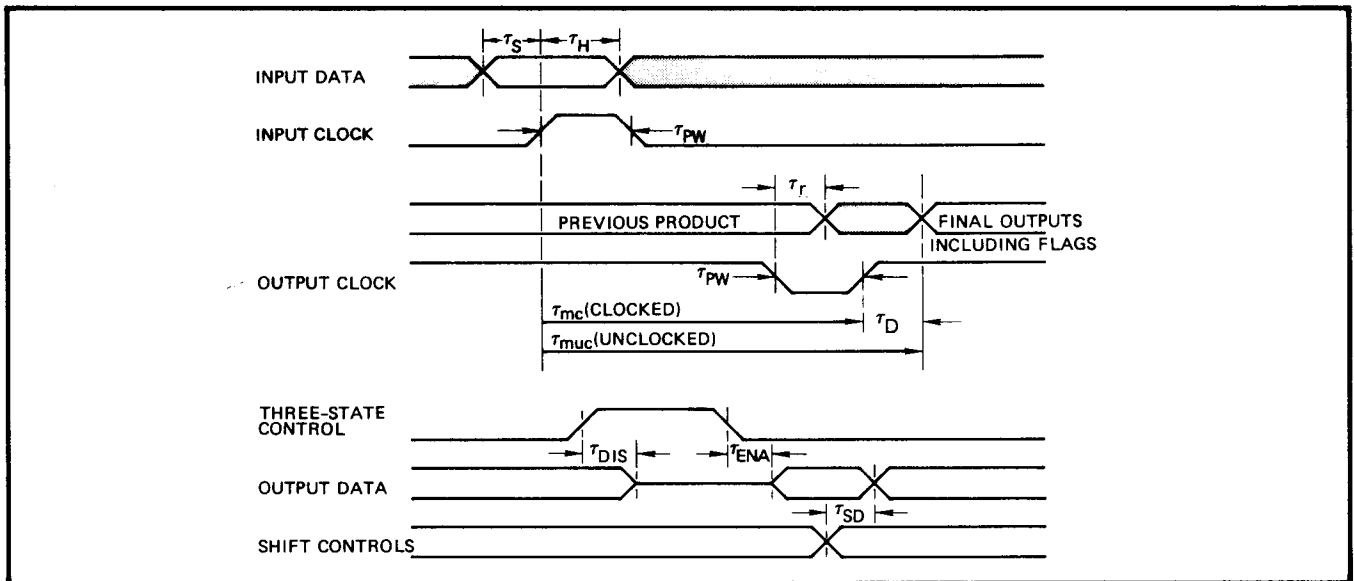 τS τH
INPUT DATA
INPUT CLOCK
τPW
τr
PREVIOUS PRODUCT
FINAL OUTPUTS
INCLUDING FLAGS
OUTPUT CLOCK
τPW
τmc(CLOCKED)
τD
τmuc(UNCLOCKED)
THREE-STATE
CONTROL
τDIS
τENA
OUTPUT DATA
τSD
SHIFT CONTROLS